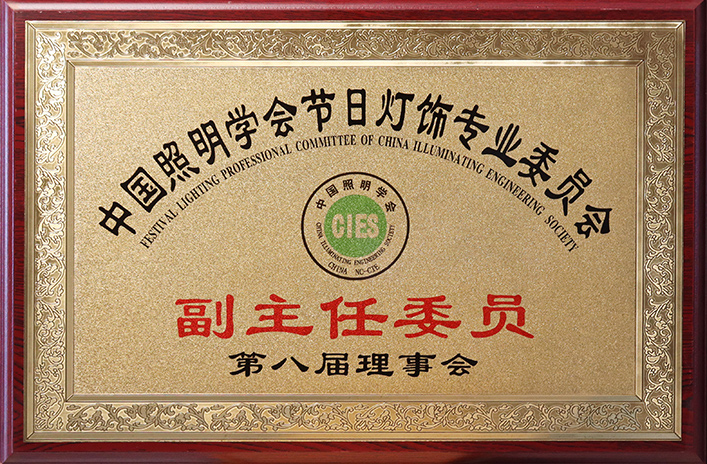 中国照明学会节日灯饰专业委员会
FESTIVAL LIGHTING PROFESSIONAL COMMITTEE OF CHINA ILLUMINATING ENGINEERING SOCIETY
中国照明学会
CIES
CHINA ILLUMINATING ENGINEERING SOCIETY
CHINA NC-CIE
副主任委员
第八届理事会